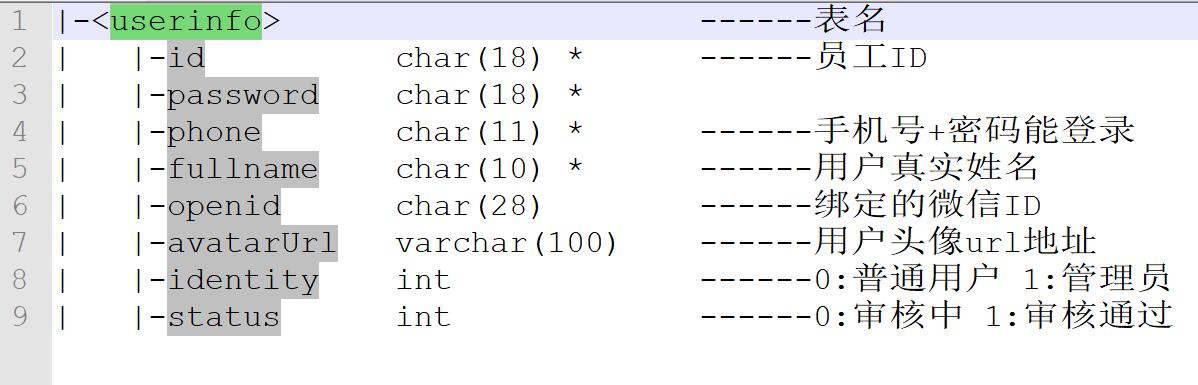 1 |-<userinfo> ------表名
2 | |-id char(18) * ------员工ID
3 | |-password char(18) *
4 | |-phone char(11) * ------手机号+密码能登录
5 | |-fullname char(10) * ------用户真实姓名
6 | |-openid char(28) ------绑定的微信ID
7 | |-avatarUrl varchar(100) ------用户头像url地址
8 | |-identity int ------0:普通用户 1:管理员
9 | |-status int ------0:审核中 1:审核通过